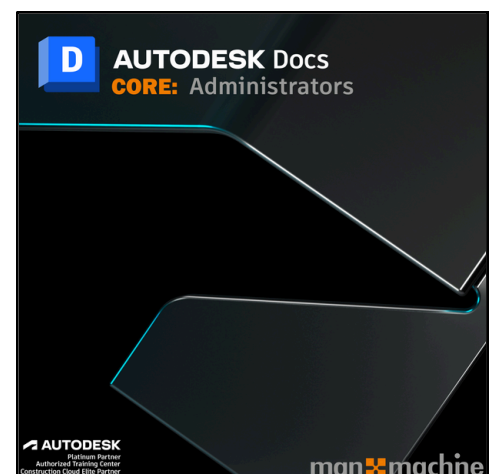 D
AUTODESK Docs
CORE: Administrators
AUTODESK
Platinum Partner
Authorized Training Center
Construction Cloud Elite Partner
man machine